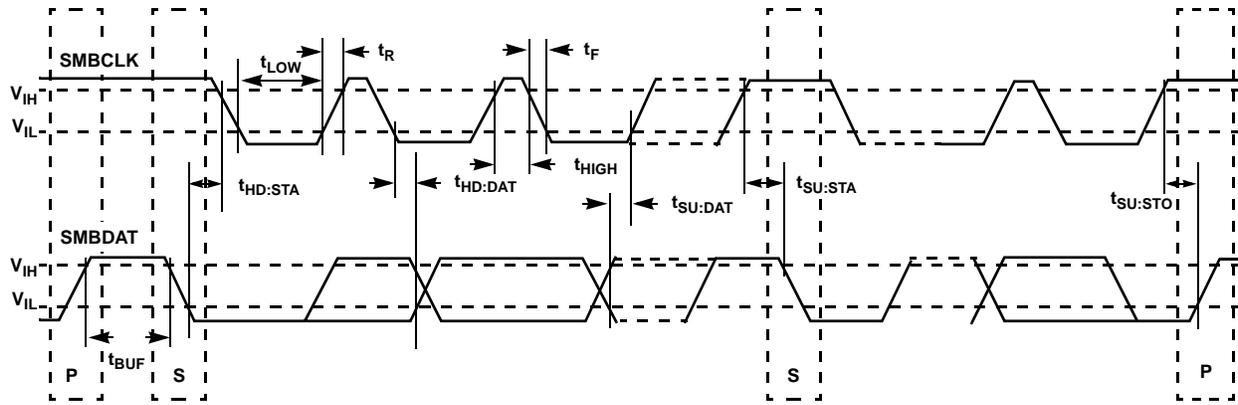 SMBCLK
tLOW
tR
tF
VIH
VIL
tHD:STA
tHD:DAT
tHIGH
tSU:DAT
tSU:STA
tSU:STO
SMBDAT
VIH
VIL
tBUF
P
S
S
P